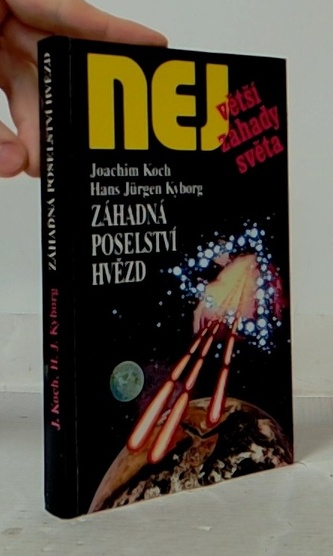 NEJ
větší
záhady
světa
Joachim Koch
Hans Jürgen Kyborg
ZÁHADNÁ
POSELSTVÍ
HVĚZD
J. Koch, H. J. Kyborg ZÁHADNÁ POSELSTVÍ HVĚZD